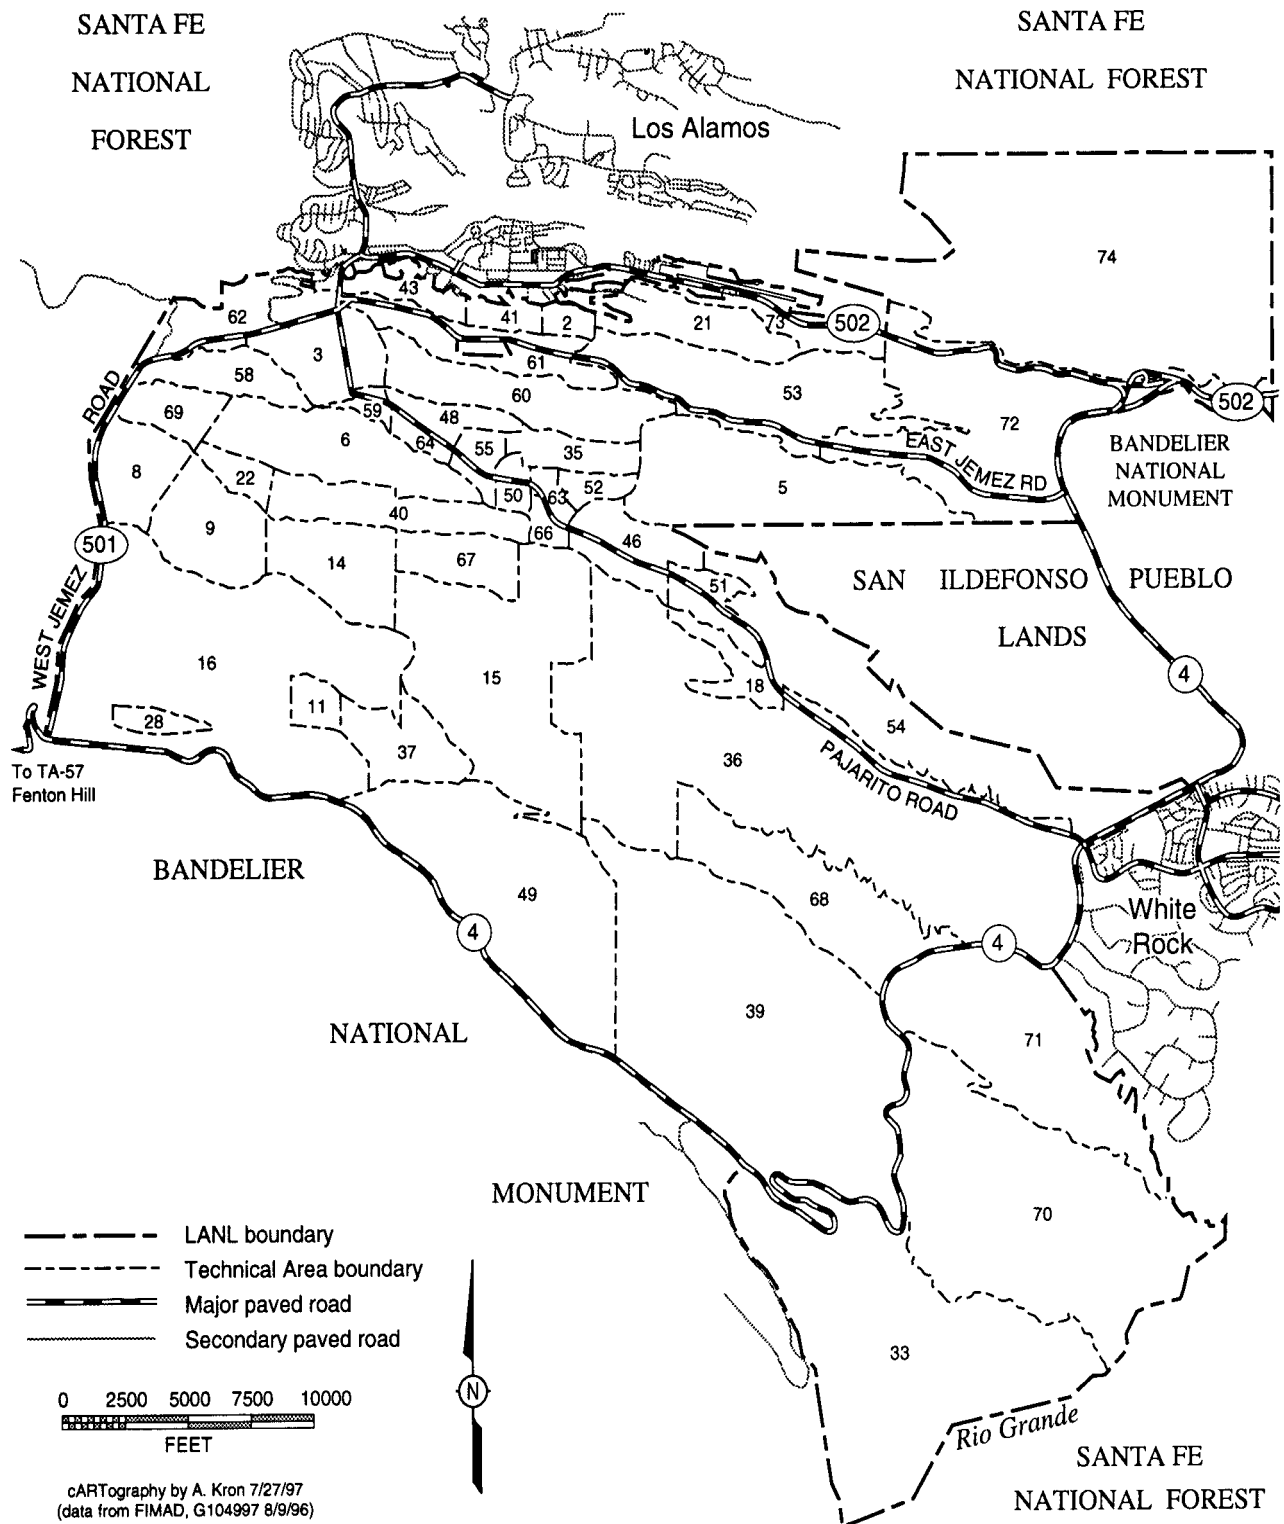 SANTA FE
NATIONAL
FOREST
SANTA FE
NATIONAL FOREST
Los Alamos
74
43
62
41
2
21
73
502
3
61
58
60
53
502
ROAD
69
59
48
72
6
64
55
35
EAST JEMEZ RD
BANDELIER
NATIONAL
MONUMENT
8
22
50
63
52
5
40
9
501
66
46
14
67
51
SAN ILDEFONSO PUEBLO
LANDS
WEST JEMEZ
16
15
18
4
11
28
54
37
36
PAJARITO ROAD
To TA-57
Fenton Hill
BANDELIER
49
68
White
Rock
4
4
39
NATIONAL
71
MONUMENT
70
LANL boundary
Technical Area boundary
Major paved road
Secondary paved road
33
N
0 2500 5000 7500 10000
FEET
Rio Grande
SANTA FE
NATIONAL FOREST
cARTography by A. Kron 7/27/97
(data from FIMAD, G104997 8/9/96)